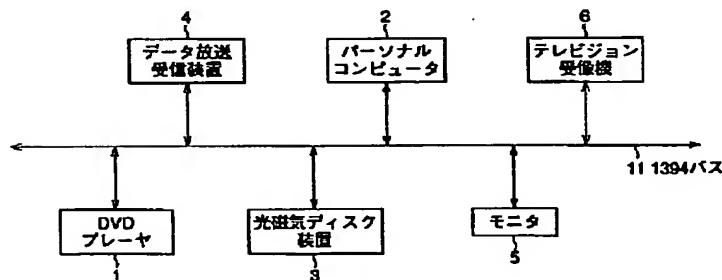 4
データ放送
受信装置
2
パーソナル
コンピュータ
6
テレビジョン
受像機
11 1394バス
DVD
プレーヤ
1
光磁気ディスク
装置
3
モニタ
5